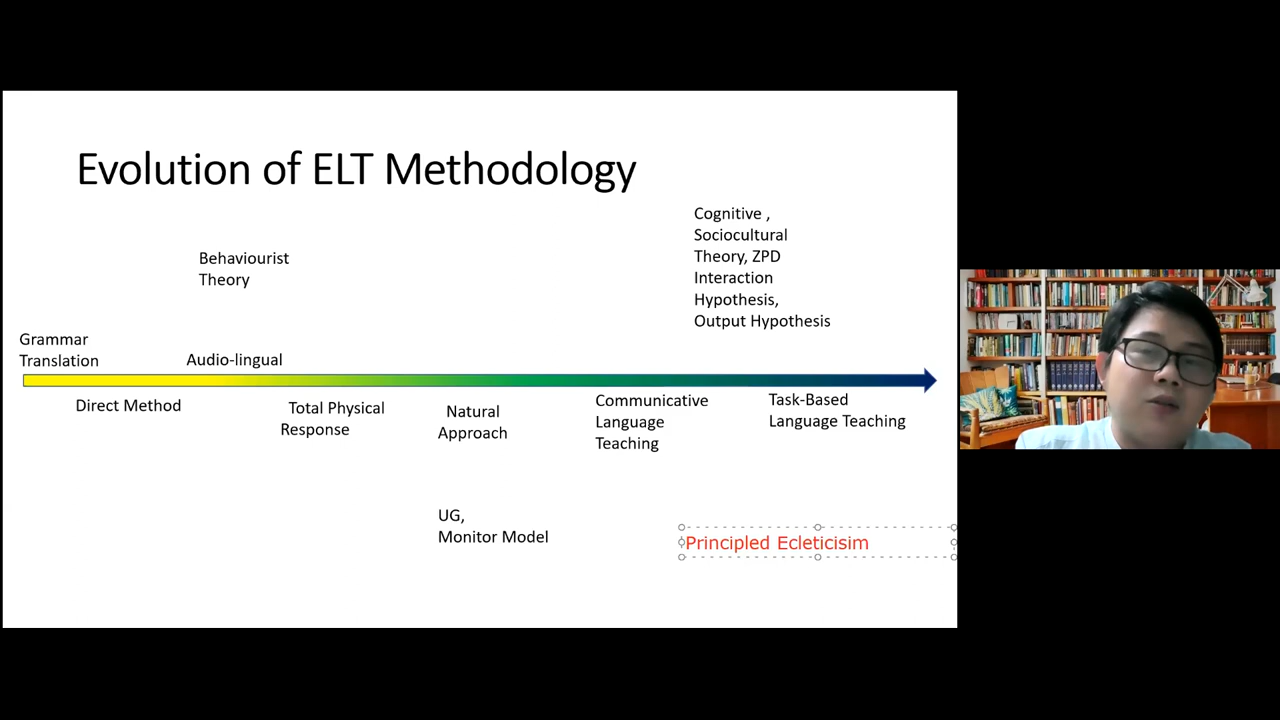 Evolution of ELT Methodology
Cognitive ,
Sociocultural
Theory, ZPD
Interaction
Hypothesis,
Output Hypothesis
Behaviourist
Theory
Grammar
Translation
Audio-lingual
Direct Method
Total Physical
Response
Natural
Approach
Communicative
Language
Teaching
Task-Based
Language Teaching
UG,
Monitor Model
Principled Ecleticisim